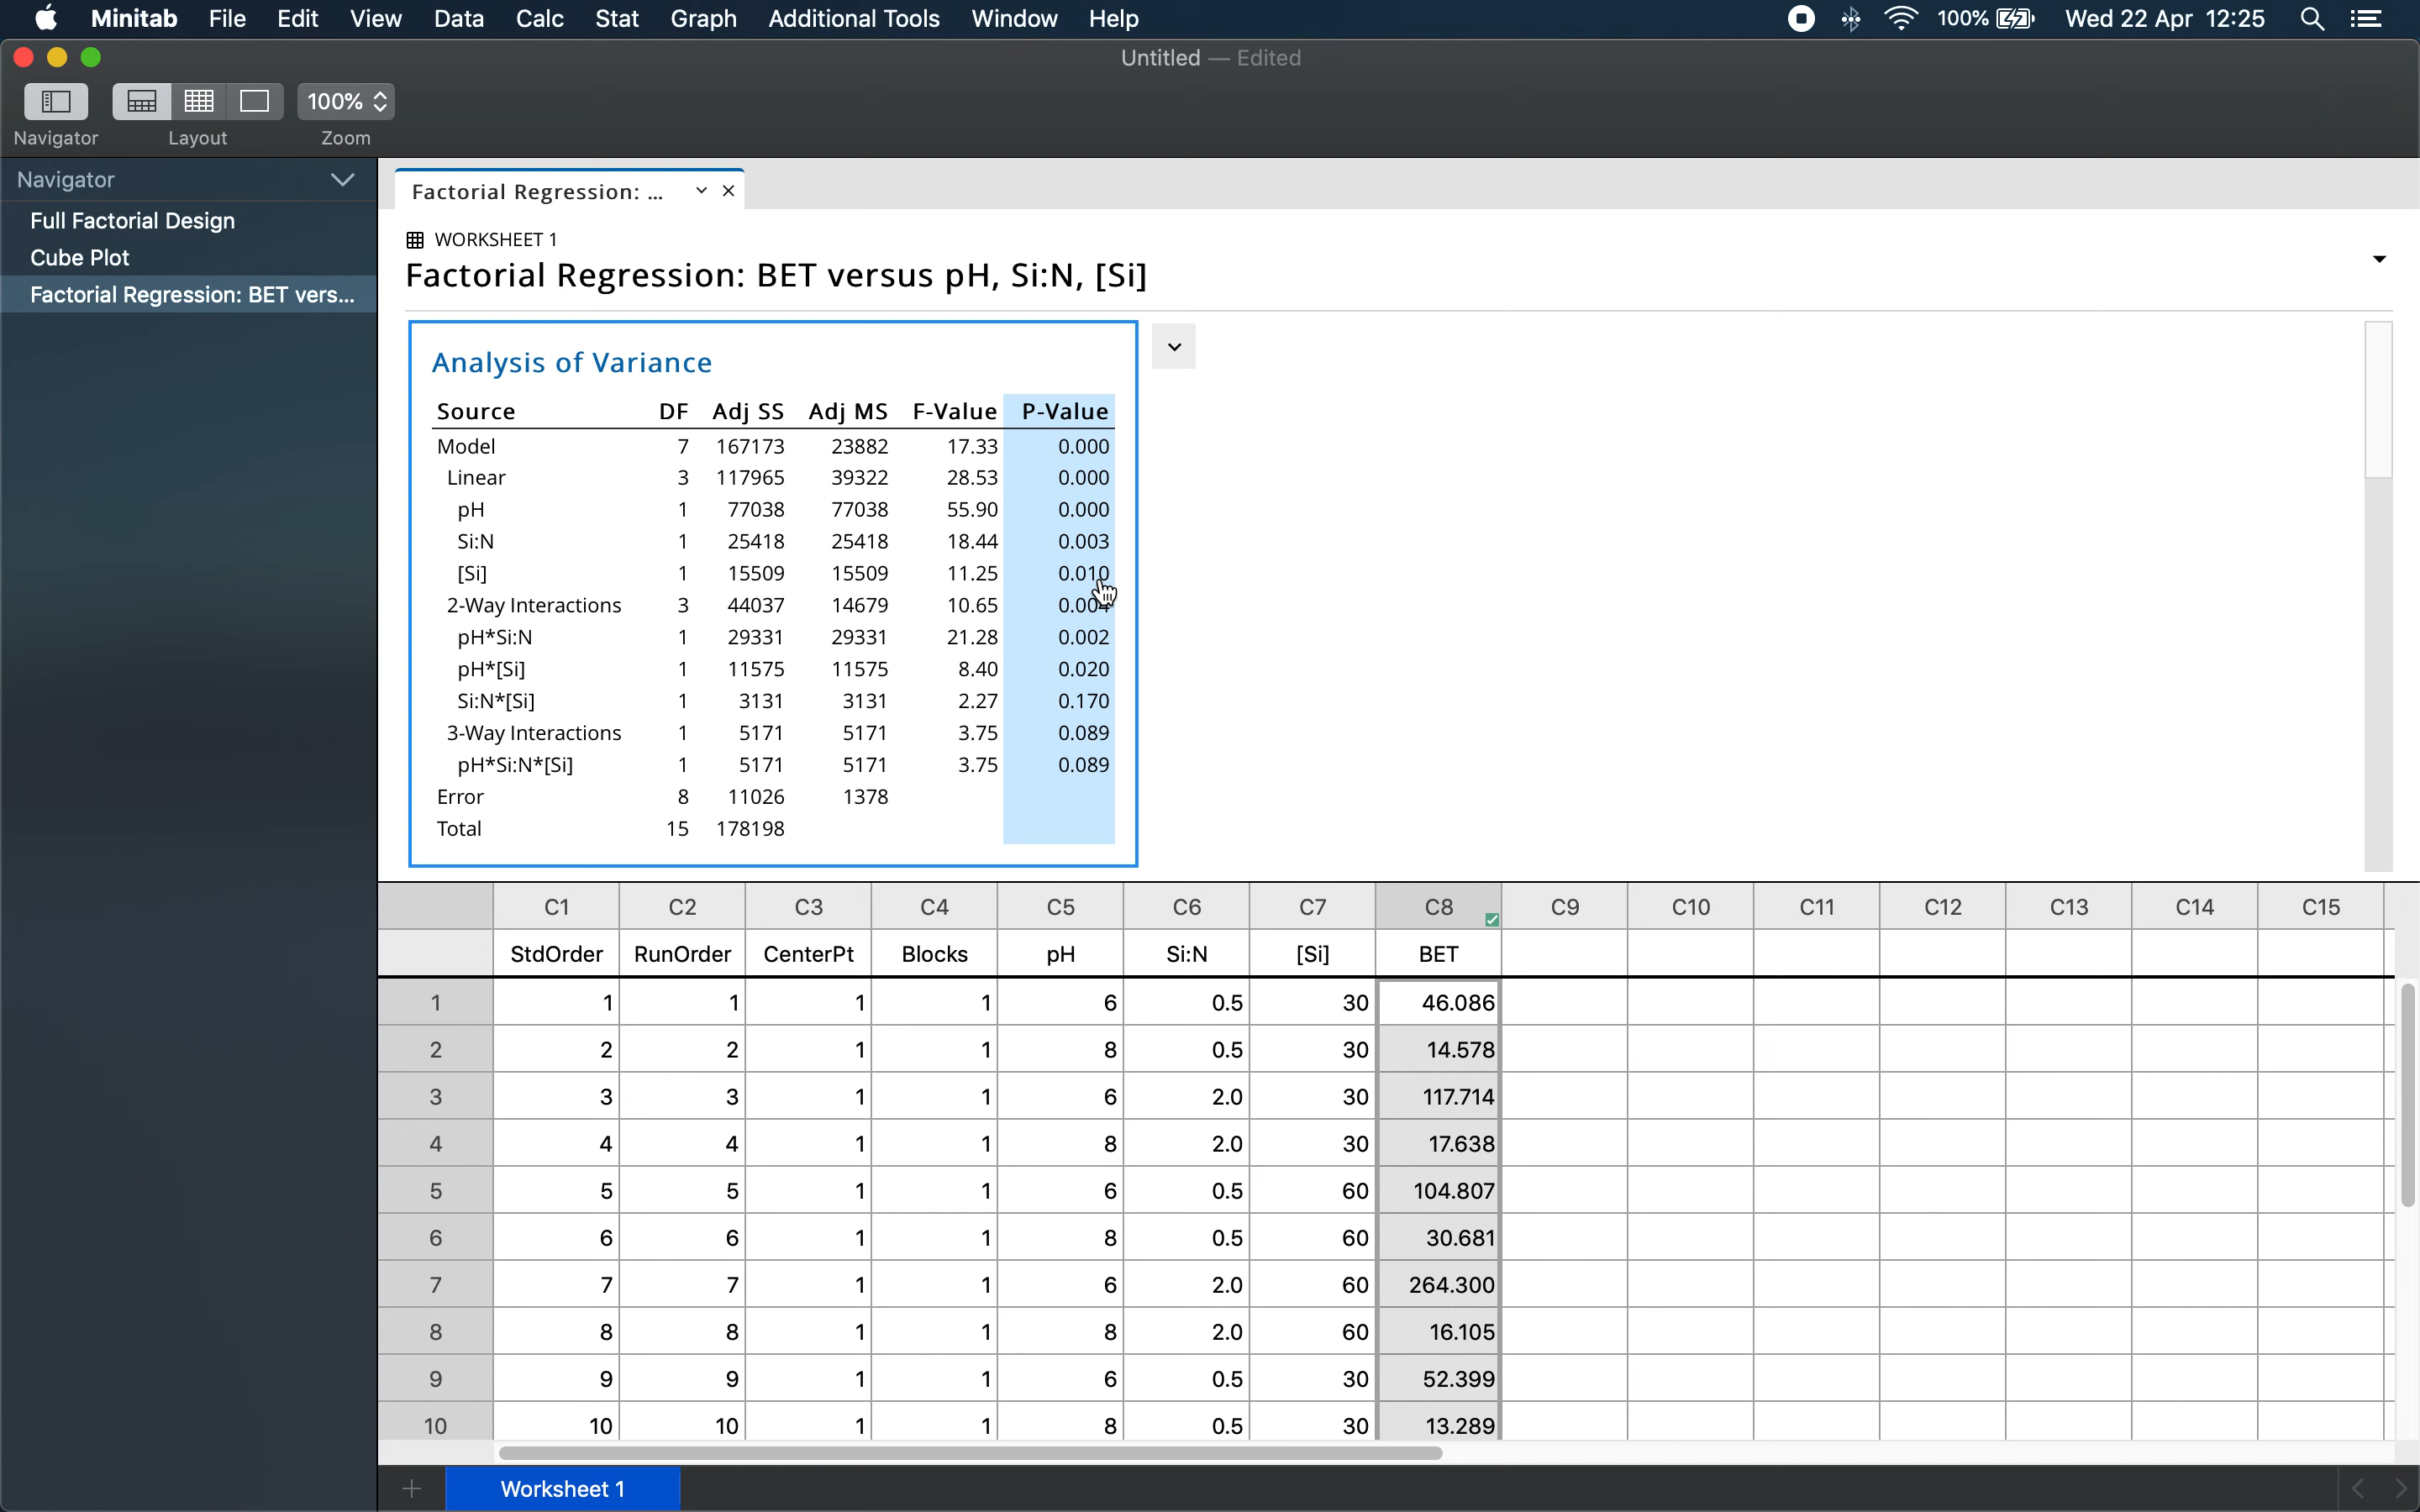 Minitab File Edit View Data Calc Stat Graph Additional Tools Window Help 100% Wed 22 Apr 12:25
Untitled — Edited
100%
Navigator Layout Zoom
Navigator
Full Factorial Design
Cube Plot
Factorial Regression: BET vers...
Factorial Regression: ...
WORKSHEET 1
Factorial Regression: BET versus pH, Si:N, [Si]
Analysis of Variance
Source DF Adj SS Adj MS F-Value P-Value
Model 7 167173 23882 17.33 0.000
Linear 3 117965 39322 28.53 0.000
pH 1 77038 77038 55.90 0.000
Si:N 1 25418 25418 18.44 0.003
[Si] 1 15509 15509 11.25 0.010
2-Way Interactions 3 44037 14679 10.65 0.004
pH*Si:N 1 29331 29331 21.28 0.002
pH*[Si] 1 11575 11575 8.40 0.020
Si:N*[Si] 1 3131 3131 2.27 0.170
3-Way Interactions 1 5171 5171 3.75 0.089
pH*Si:N*[Si] 1 5171 5171 3.75 0.089
Error 8 11026 1378
Total 15 178198
C1 C2 C3 C4 C5 C6 C7 C8 C9 C10 C11 C12 C13 C14 C15
StdOrder RunOrder CenterPt Blocks pH Si:N [Si] BET
1 1 1 1 1 6 0.5 30 46.086
2 2 2 1 1 8 0.5 30 14.578
3 3 3 1 1 6 2.0 30 117.714
4 4 4 1 1 8 2.0 30 17.638
5 5 5 1 1 6 0.5 60 104.807
6 6 6 1 1 8 0.5 60 30.681
7 7 7 1 1 6 2.0 60 264.300
8 8 8 1 1 8 2.0 60 16.105
9 9 9 1 1 6 0.5 30 52.399
10 10 10 1 1 8 0.5 30 13.289
Worksheet 1